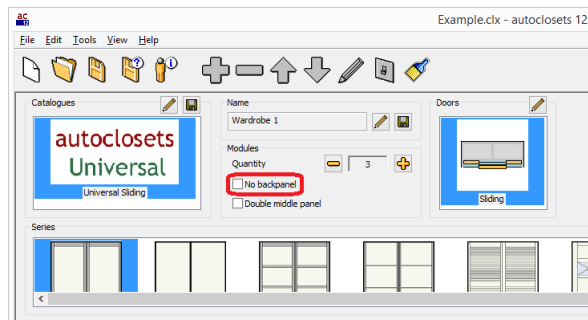 ac
12
Example.clx - autoclosets 12
File Edit Tools View Help
Catalogues
autoclosets
Universal
Universal Sliding
Name
Wardrobe 1
Modules
Quantity
3
No backpanel
Double middle panel
Doors
Sliding
Series